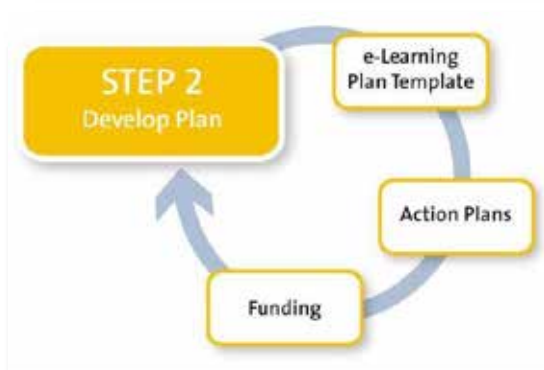 STEP 2
Develop Plan
e-Learning
Plan Template
Action Plans
Funding